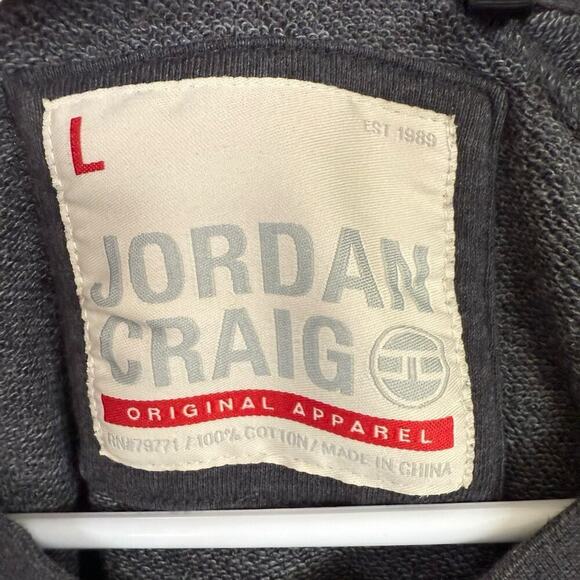 L
EST 1989
JORDAN
CRAIG
ORIGINAL APPAREL
RN#79771 / 100% COTTON / MADE IN CHINA